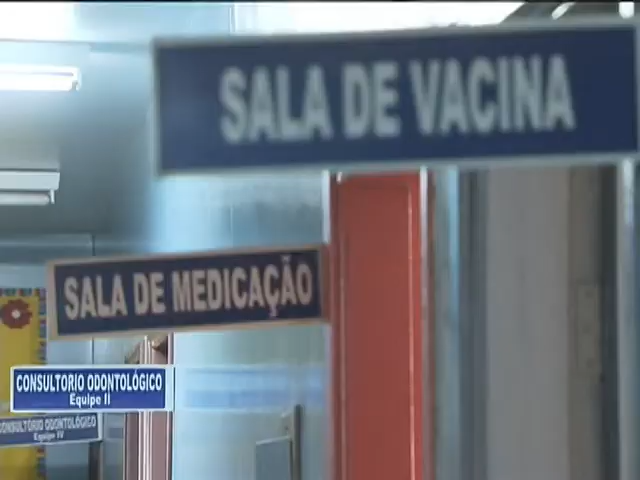 SALA DE VACINA
SALA DE MEDICAÇÃO
CONSULTORIO ODONTOLÓGICO
Equipe II
CONSULTORIO ODONTOLÓGICO
Equipe IV